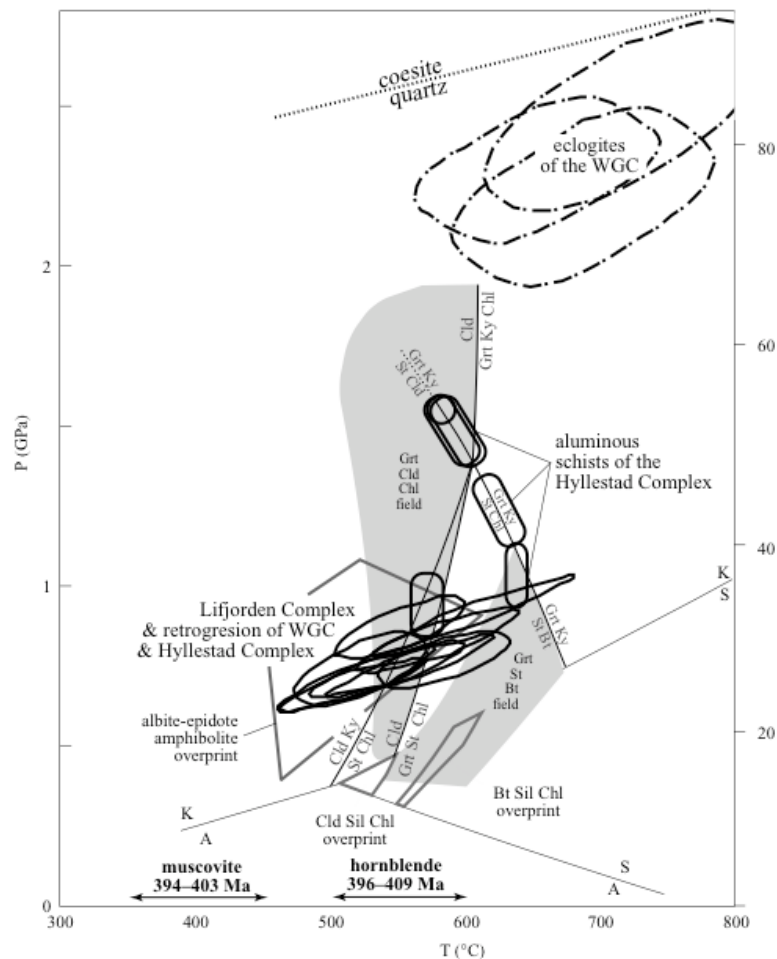 coesite
quartz
eclogites
of the WGC
80
2
Cld
Grt Ky Chl
60
Grt Ky
St Cld
P (GPa)
aluminous
schists of the
Hyllestad Complex
Grt
Cld
Chl
field
Grt Ky
St Chl
40
1
K
S
Lifjorden Complex
& retrogresion of WGC
& Hyllestad Complex
Grt Ky
St Bt
Grt
St
Bt
field
albite-epidote
amphibolite
overprint
20
Cld Ky
St Chl
Cld
Grt St Chl
Bt Sil Chl
overprint
K
A
Cld Sil Chl
overprint
muscovite
394–403 Ma
hornblende
396–409 Ma
S
A
0
0
300
400
500
600
700
800
T (°C)